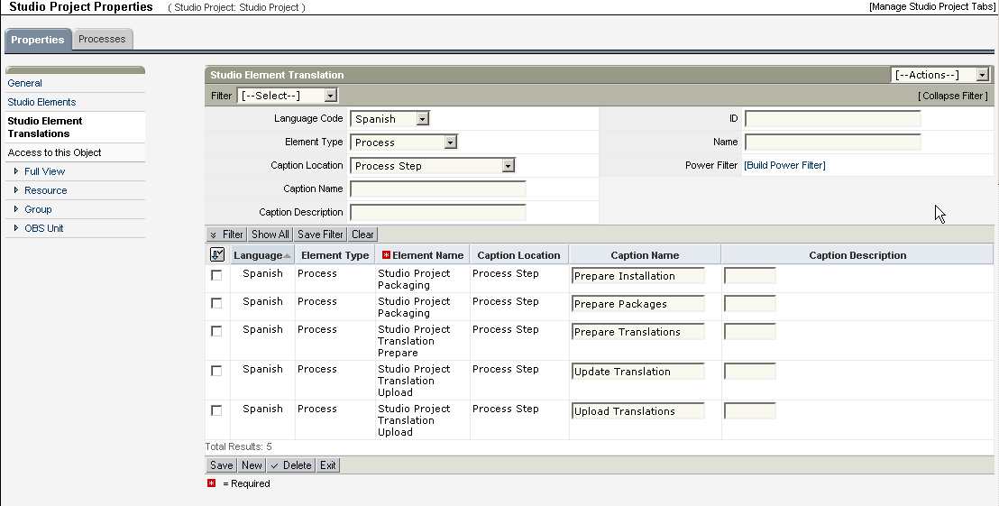 Studio Project Properties ( Studio Project: Studio Project ) [Manage Studio Project Tabs]
Properties Processes
General
Studio Elements
Studio Element
Translations
Access to this Object
Full View
Resource
Group
OBS Unit
Studio Element Translation [--Actions--]
Filter [--Select--] [ Collapse Filter ]
Language Code Spanish ID
Element Type Process Name
Caption Location Process Step Power Filter [Build Power Filter]
Caption Name
Caption Description
Filter Show All Save Filter Clear
Language Element Type Element Name Caption Location Caption Name Caption Description
Spanish Process Studio Project Process Step Prepare Installation
Packaging
Spanish Process Studio Project Process Step Prepare Packages
Packaging
Spanish Process Studio Project Process Step Prepare Translations
Translation
Prepare
Spanish Process Studio Project Process Step Update Translation
Translation
Upload
Spanish Process Studio Project Process Step Upload Translations
Translation
Upload
Total Results: 5
Save New Delete Exit
= Required